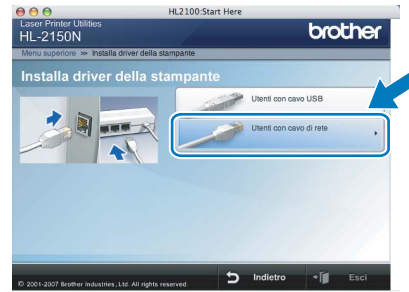 HL2100:Start Here
Laser Printer Utilities
HL-2150N
brother
Menu superiore >> Installa driver della stampante
Installa driver della stampante
Utenti con cavo USB
Utenti con cavo di rete
Indietro
Esci
© 2001-2007 Brother Industries, Ltd. All rights reserved.